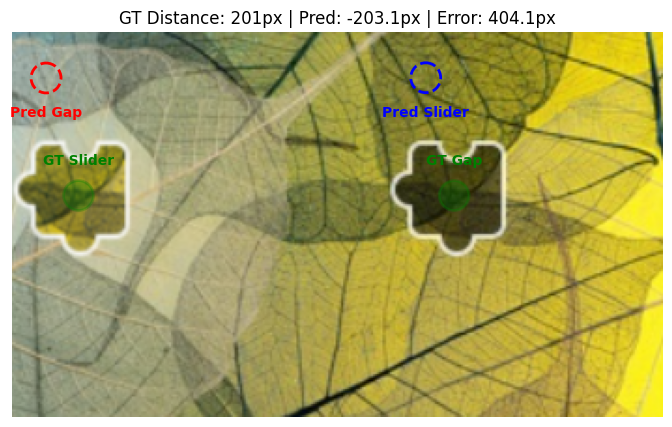 GT Distance: 201px | Pred: -203.1px | Error: 404.1px
Pred Gap
Pred Slider
GT Slider
GT Gap